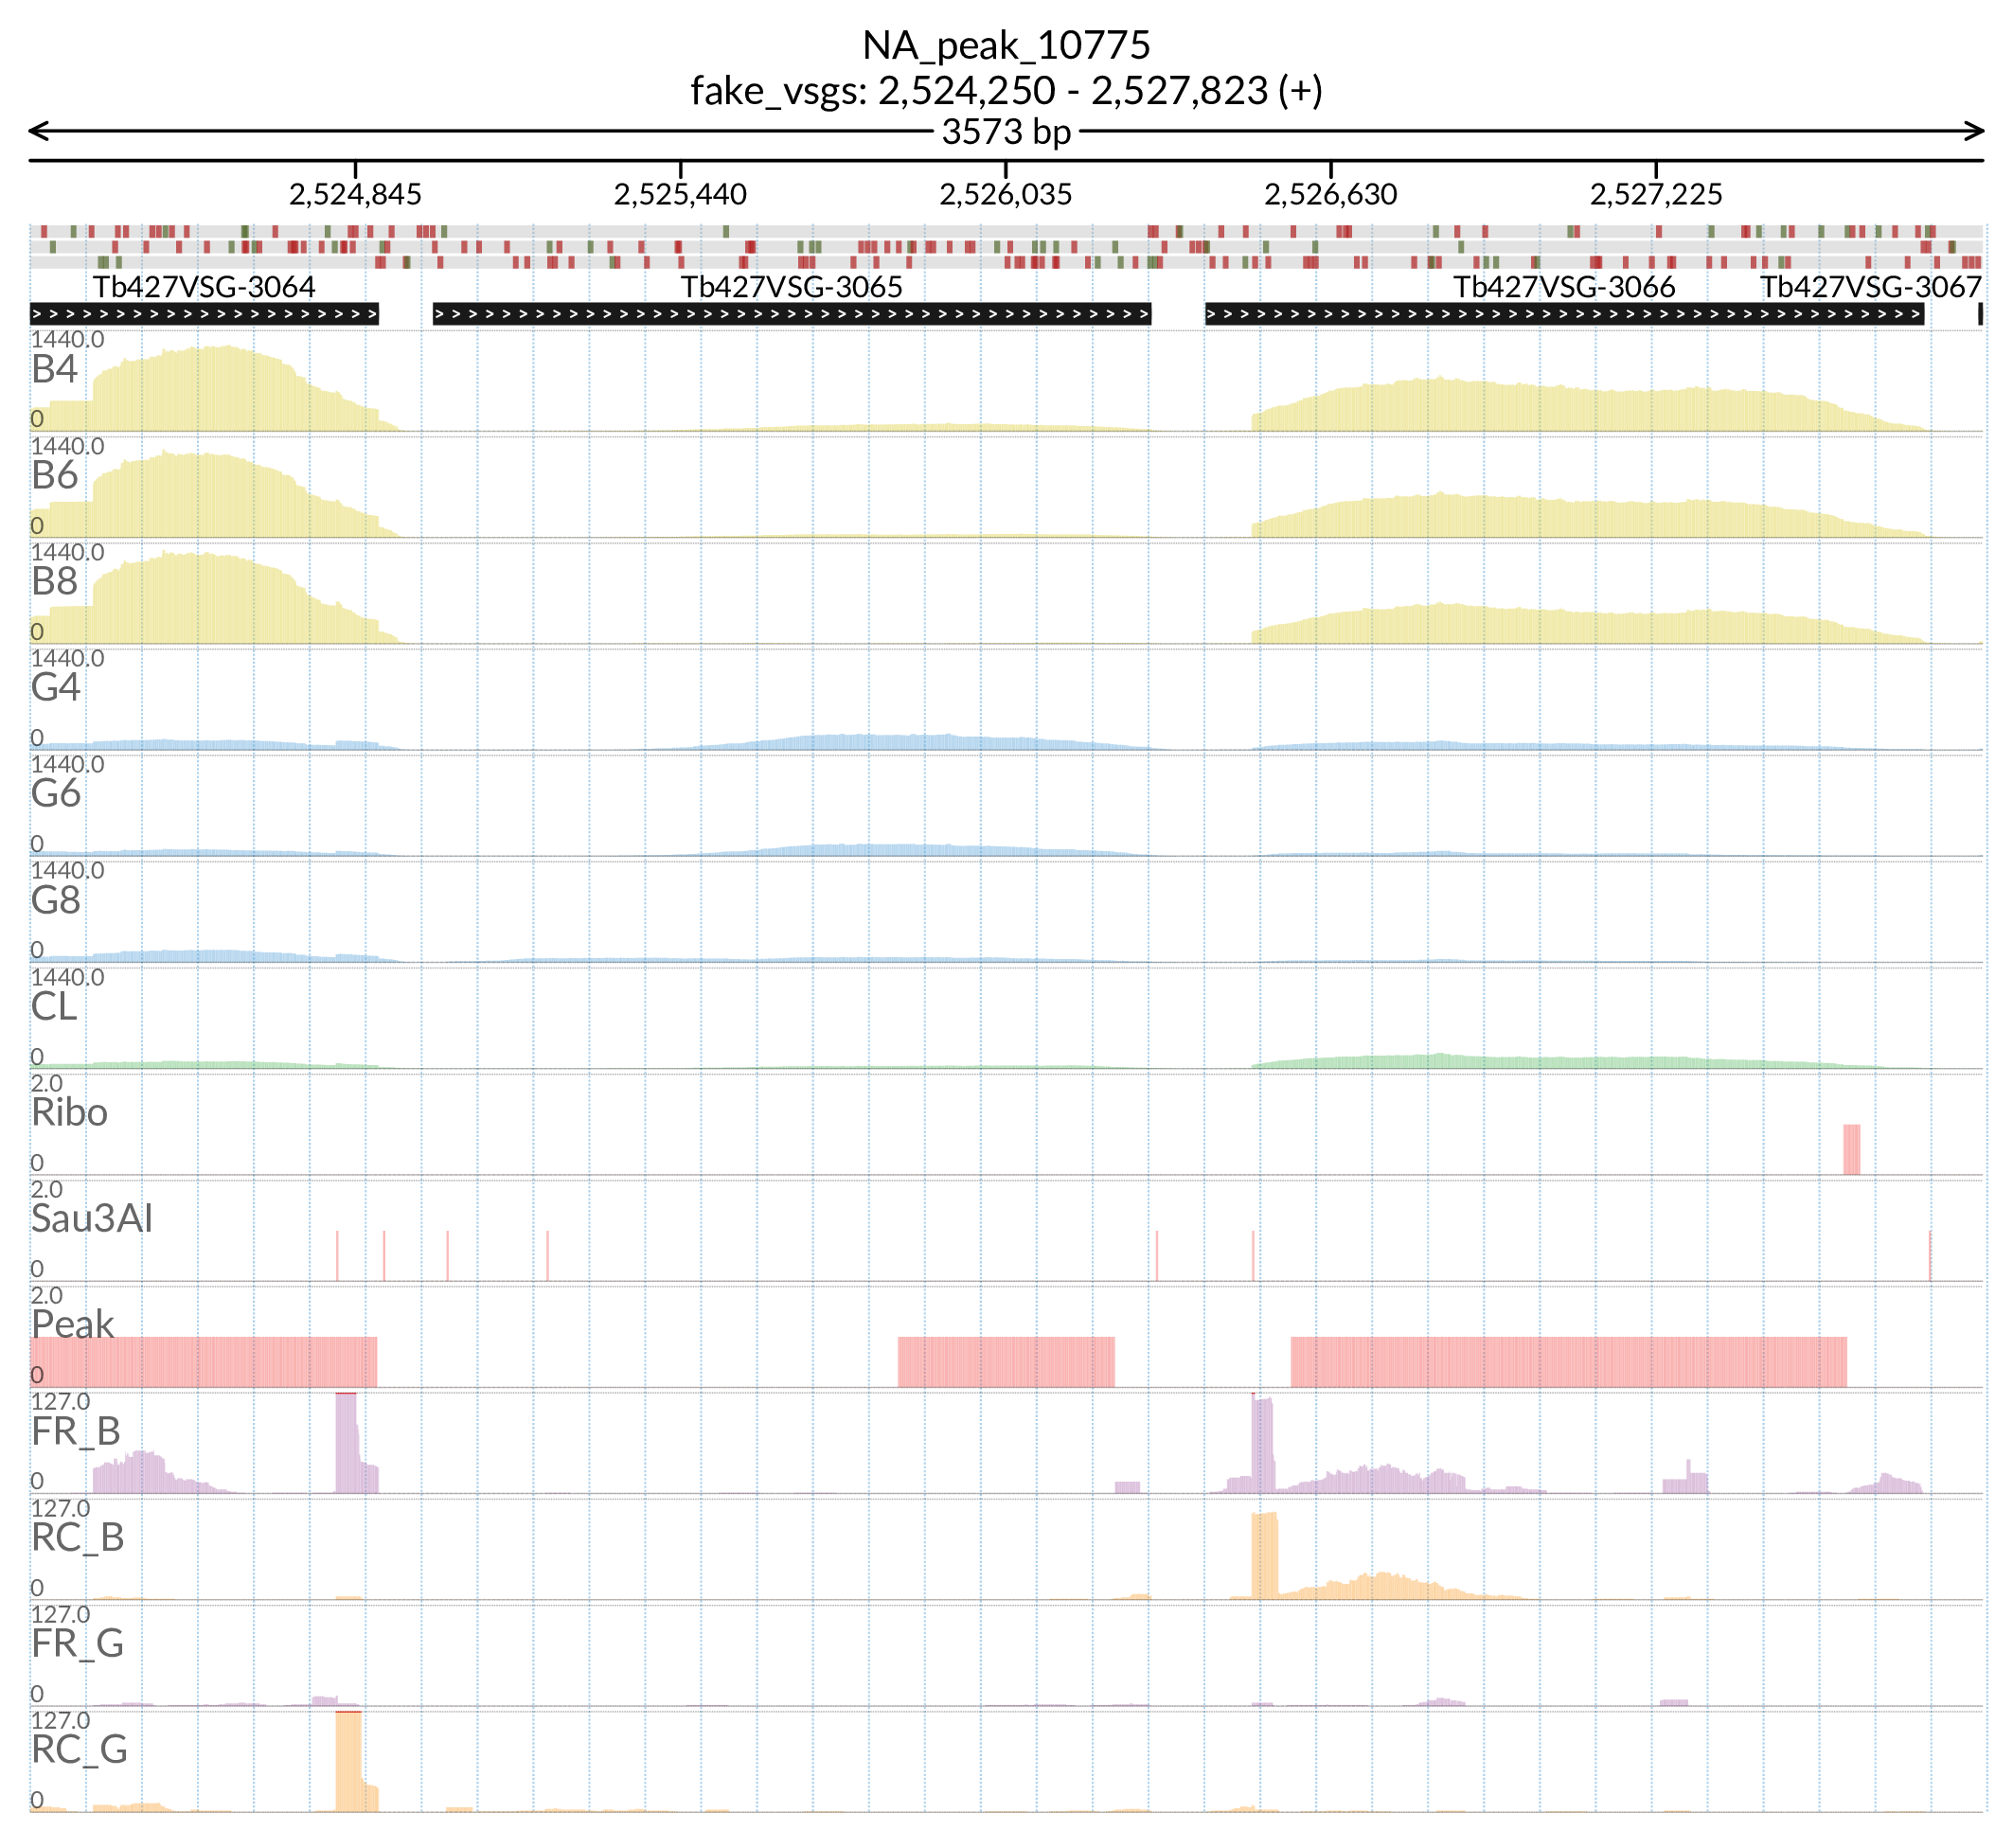 NA_peak_10775
fake_vsgs: 2,524,250 - 2,527,823 (+)
3573 bp
2,524,845 2,525,440 2,526,035 2,526,630 2,527,225
Tb427VSG-3064 Tb427VSG-3065 Tb427VSG-3066 Tb427VSG-3067
1440.0
B4
0
1440.0
B6
0
1440.0
B8
0
1440.0
G4
0
1440.0
G6
0
1440.0
G8
0
1440.0
CL
0
2.0
Ribo
0
2.0
Sau3AI
0
2.0
Peak
0
127.0
FR_B
0
127.0
RC_B
0
127.0
FR_G
0
127.0
RC_G
0